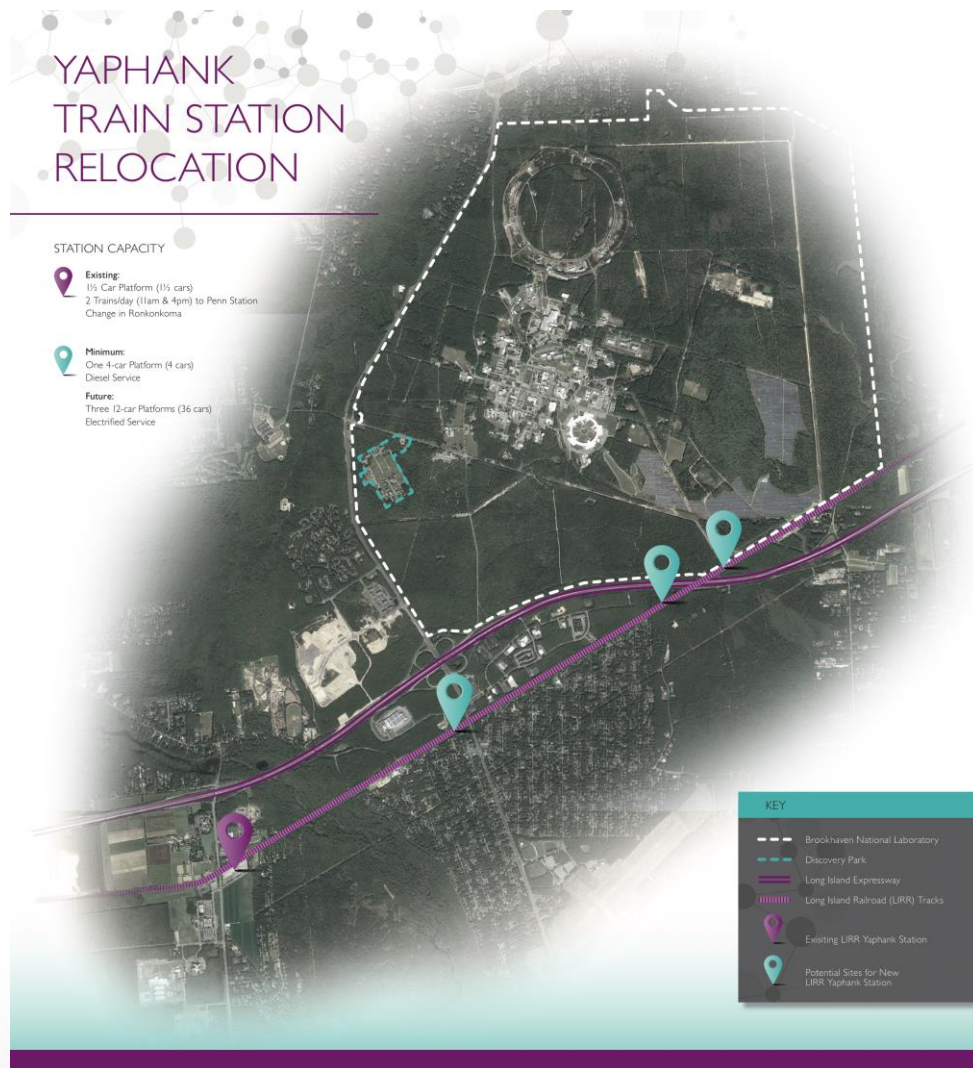 YAPHANK
TRAIN STATION
RELOCATION
STATION CAPACITY
Existing:
1½ Car Platform (1½ cars)
2 Trains/day (11am & 4pm) to Penn Station
Change in Ronkonkoma
Minimum:
One 4-car Platform (4 cars)
Diesel Service
Future:
Three 12-car Platforms (36 cars)
Electrified Service
KEY
Brookhaven National Laboratory
Discovery Park
Long Island Expressway
Long Island Railroad (LIRR) Tracks
Exisiting LIRR Yaphank Station
Potential Sites for New
LIRR Yaphank Station